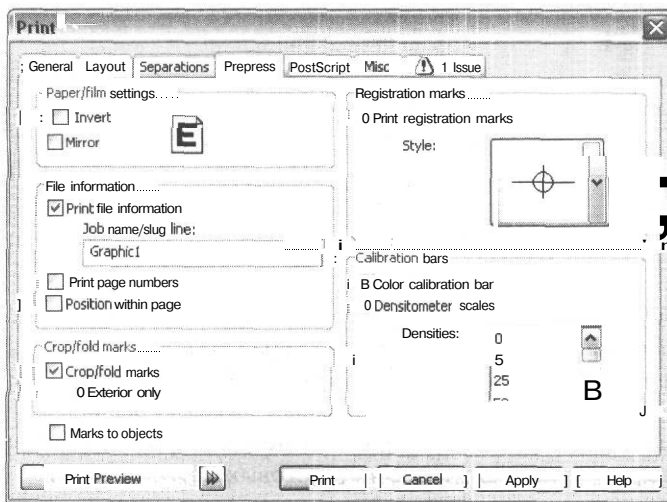 Print
General Layout Separations Prepress PostScript Misc 1 Issue
Paper/film settings.....
Invert
Mirror
E
File information........
Print file information
Job name/slug line:
Graphic1
Print page numbers
Position within page
Crop/fold marks......
Crop/fold marks
0 Exterior only
Marks to objects
Registration marks........
0 Print registration marks
Style:
Calibration bars
B Color calibration bar
0 Densitometer scales
Densities:
0
5
25
B
Print Preview
Print
Cancel
Apply
Help